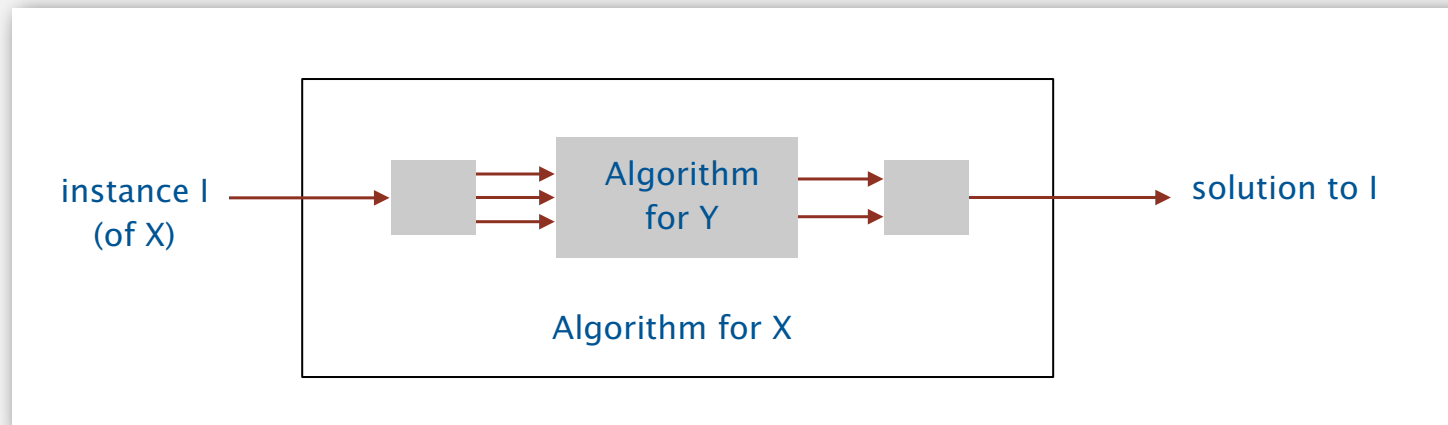 instance I
(of X)
Algorithm
for Y
solution to I
Algorithm for X